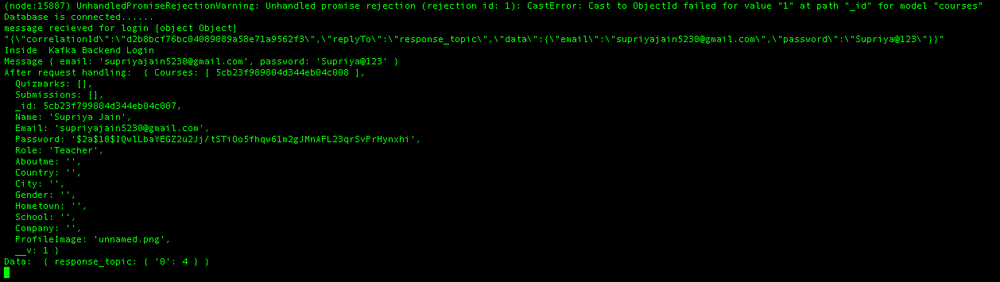 (node:15887) UnhandledPromiseRejectionWarning: Unhandled promise rejection (rejection id: 1): CastError: Cast to ObjectId failed for value "1" at path "_id" for model "courses"
Database is connected......
message recieved for login [object Object]
"{\"correlationId\":\"d2b8bcf76bc04089089a58e71a9562f3\",\"replyTo\":\"response_topic\",\"data\":{\"email\":\"supriyajain5230@gmail.com\",\"password\":\"Supriya@123\"}}"
Inside  Kafka Backend Login
Message { email: 'supriyajain5230@gmail.com', password: 'Supriya@123' }
After request handling:  { Courses: [ 5cb23f989804d344eb04c008 ],
  Quizmarks: [],
  Submissions: [],
  _id: 5cb23f799804d344eb04c007,
  Name: 'Supriya Jain',
  Email: 'supriyajain5230@gmail.com',
  Password: '$2a$10$IQwlLbaYEGZ2u2Jj/tSTiOo5fhqw61m2gJMnAFL23qrSvPrHynxhi',
  Role: 'Teacher',
  Aboutme: '',
  Country: '',
  City: '',
  Gender: '',
  Hometown: '',
  School: '',
  Company: '',
  ProfileImage: 'unnamed.png',
  __v: 1 }
Data:  { response_topic: { '0': 4 } }